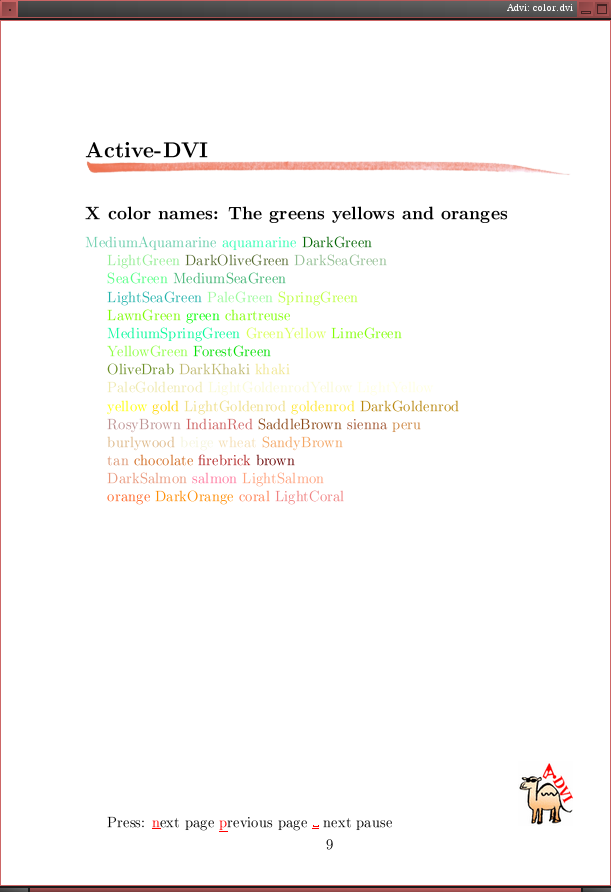 Advi: color.dvi
Active-DVI
X color names: The greens yellows and oranges
MediumAquamarine aquamarine DarkGreen
LightGreen DarkOliveGreen DarkSeaGreen
SeaGreen MediumSeaGreen
LightSeaGreen PaleGreen SpringGreen
LawnGreen green chartreuse
MediumSpringGreen GreenYellow LimeGreen
YellowGreen ForestGreen
OliveDrab DarkKhaki khaki
PaleGoldenrod LightGoldenrodYellow
yellow gold LightGoldenrod goldenrod DarkGoldenrod
RosyBrown IndianRed SaddleBrown sienna peru
burlywood beige wheat SandyBrown
tan chocolate firebrick brown
DarkSalmon salmon LightSalmon
orange DarkOrange coral LightCoral
A-DVI
Press: next page previous page ␣ next pause
9